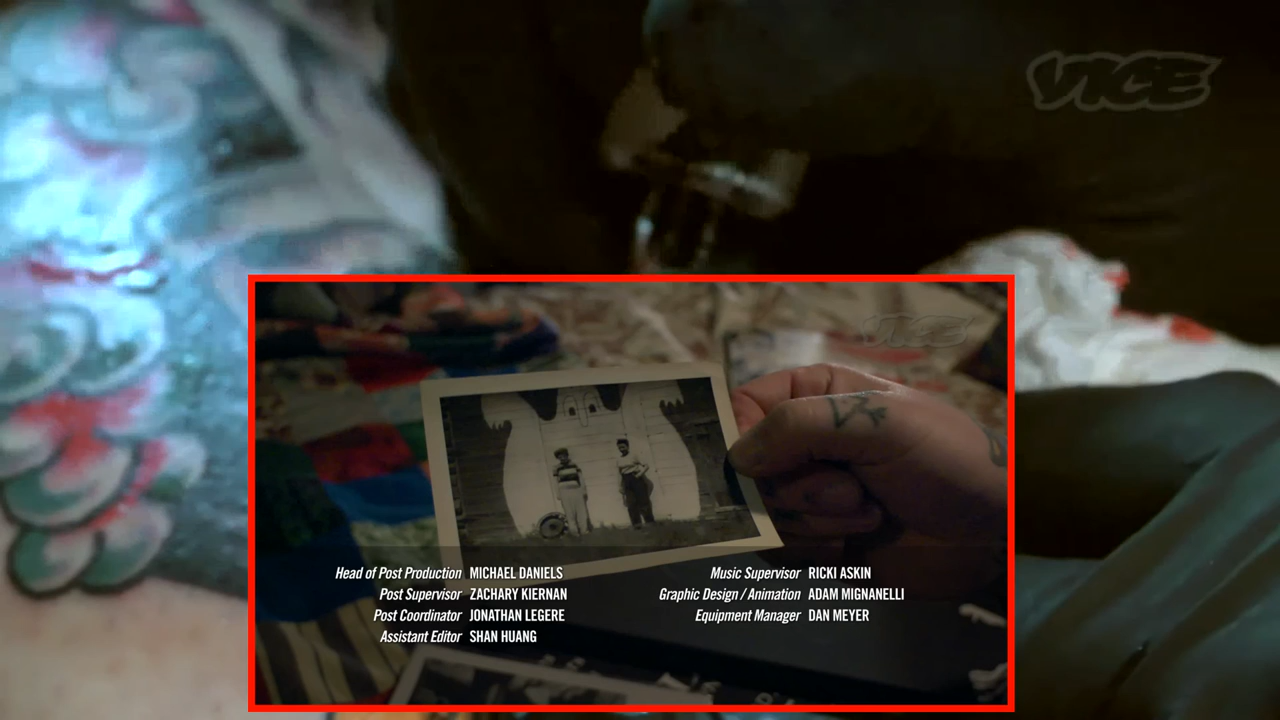 VICE
VICE
Head of Post Production MICHAEL DANIELS
Post Supervisor ZACHARY KIERNAN
Post Coordinator JONATHAN LEGERE
Assistant Editor SHAN HUANG
Music Supervisor RICKI ASKIN
Graphic Design / Animation ADAM MIGNANELLI
Equipment Manager DAN MEYER